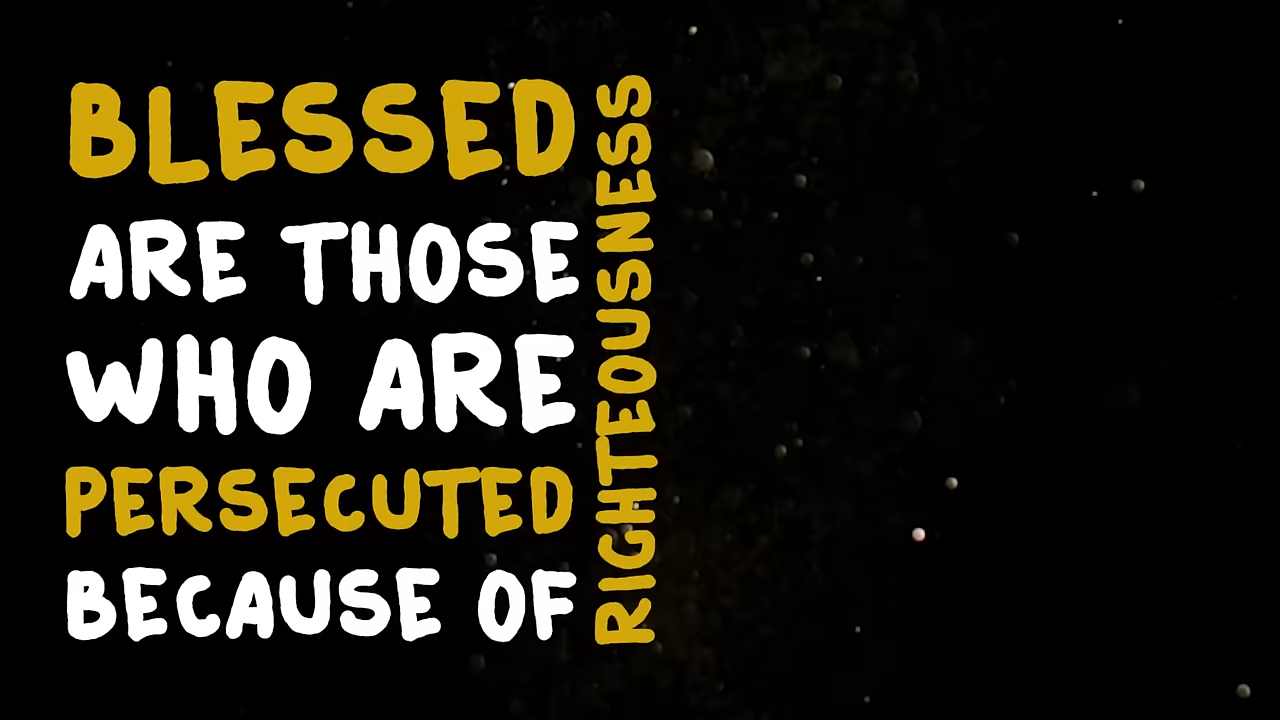 BLESSED
ARE THOSE
WHO ARE
PERSECUTED
BECAUSE OF
RIGHTEOUSNESS